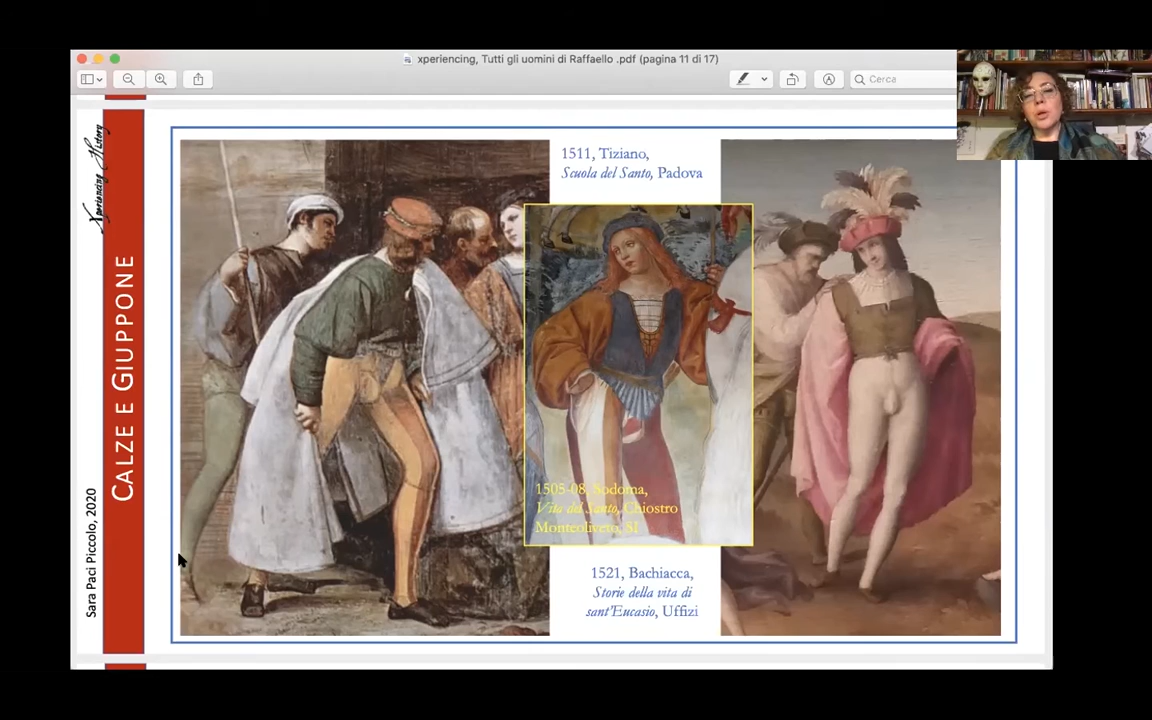 xperiencing, Tutti gli uomini di Raffaello .pdf (pagina 11 di 17)
Cerca
Xperiencing History
CALZE E GIUPPONE
Sara Paci Piccolo, 2020
1511, Tiziano,
Scuola del Santo, Padova
1505-08, Sodoma,
Vita del Santo, Chiostro
Monteoliveto, SI
1521, Bachiacca,
Storie della vita di
sant'Eucasio, Uffizi